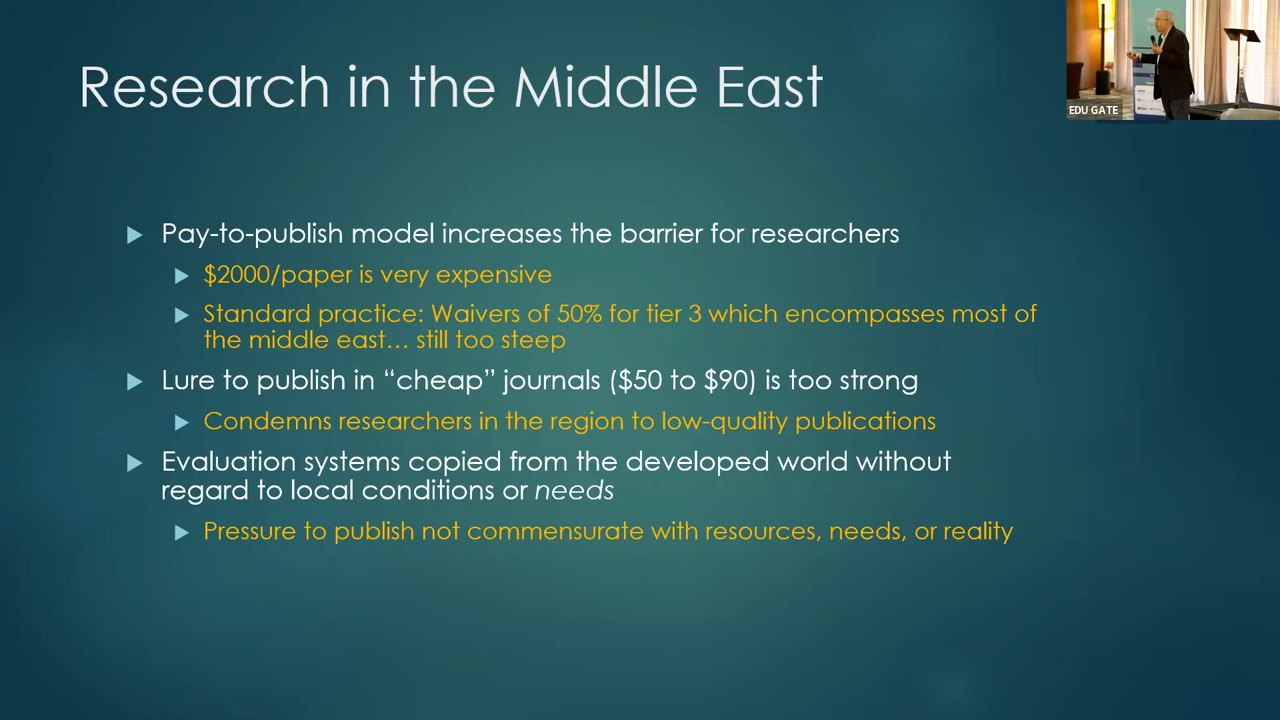 Research in the Middle East
EDU GATE
Pay-to-publish model increases the barrier for researchers
$2000/paper is very expensive
Standard practice: Waivers of 50% for tier 3 which encompasses most of
the middle east... still too steep
Lure to publish in “cheap” journals ($50 to $90) is too strong
Condemns researchers in the region to low-quality publications
Evaluation systems copied from the developed world without
regard to local conditions or needs
Pressure to publish not commensurate with resources, needs, or reality